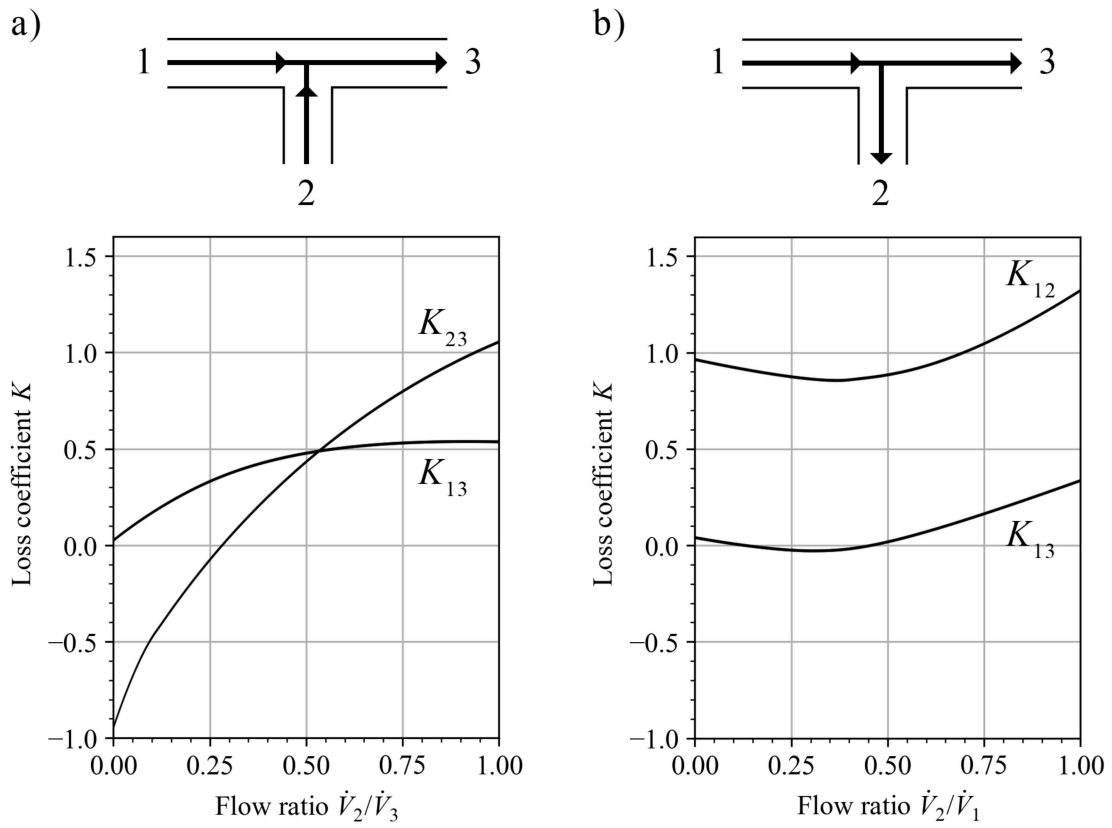 a)
1
3
2
1.5
1.0
0.5
0.0
−0.5
−1.0
Loss coefficient K
K₂₃
K₁₃
0.00 0.25 0.50 0.75 1.00
Flow ratio V̇₂/V̇₃
b)
1
3
2
1.5
1.0
0.5
0.0
−0.5
−1.0
Loss coefficient K
K₁₂
K₁₃
0.00 0.25 0.50 0.75 1.00
Flow ratio V̇₂/V̇₁